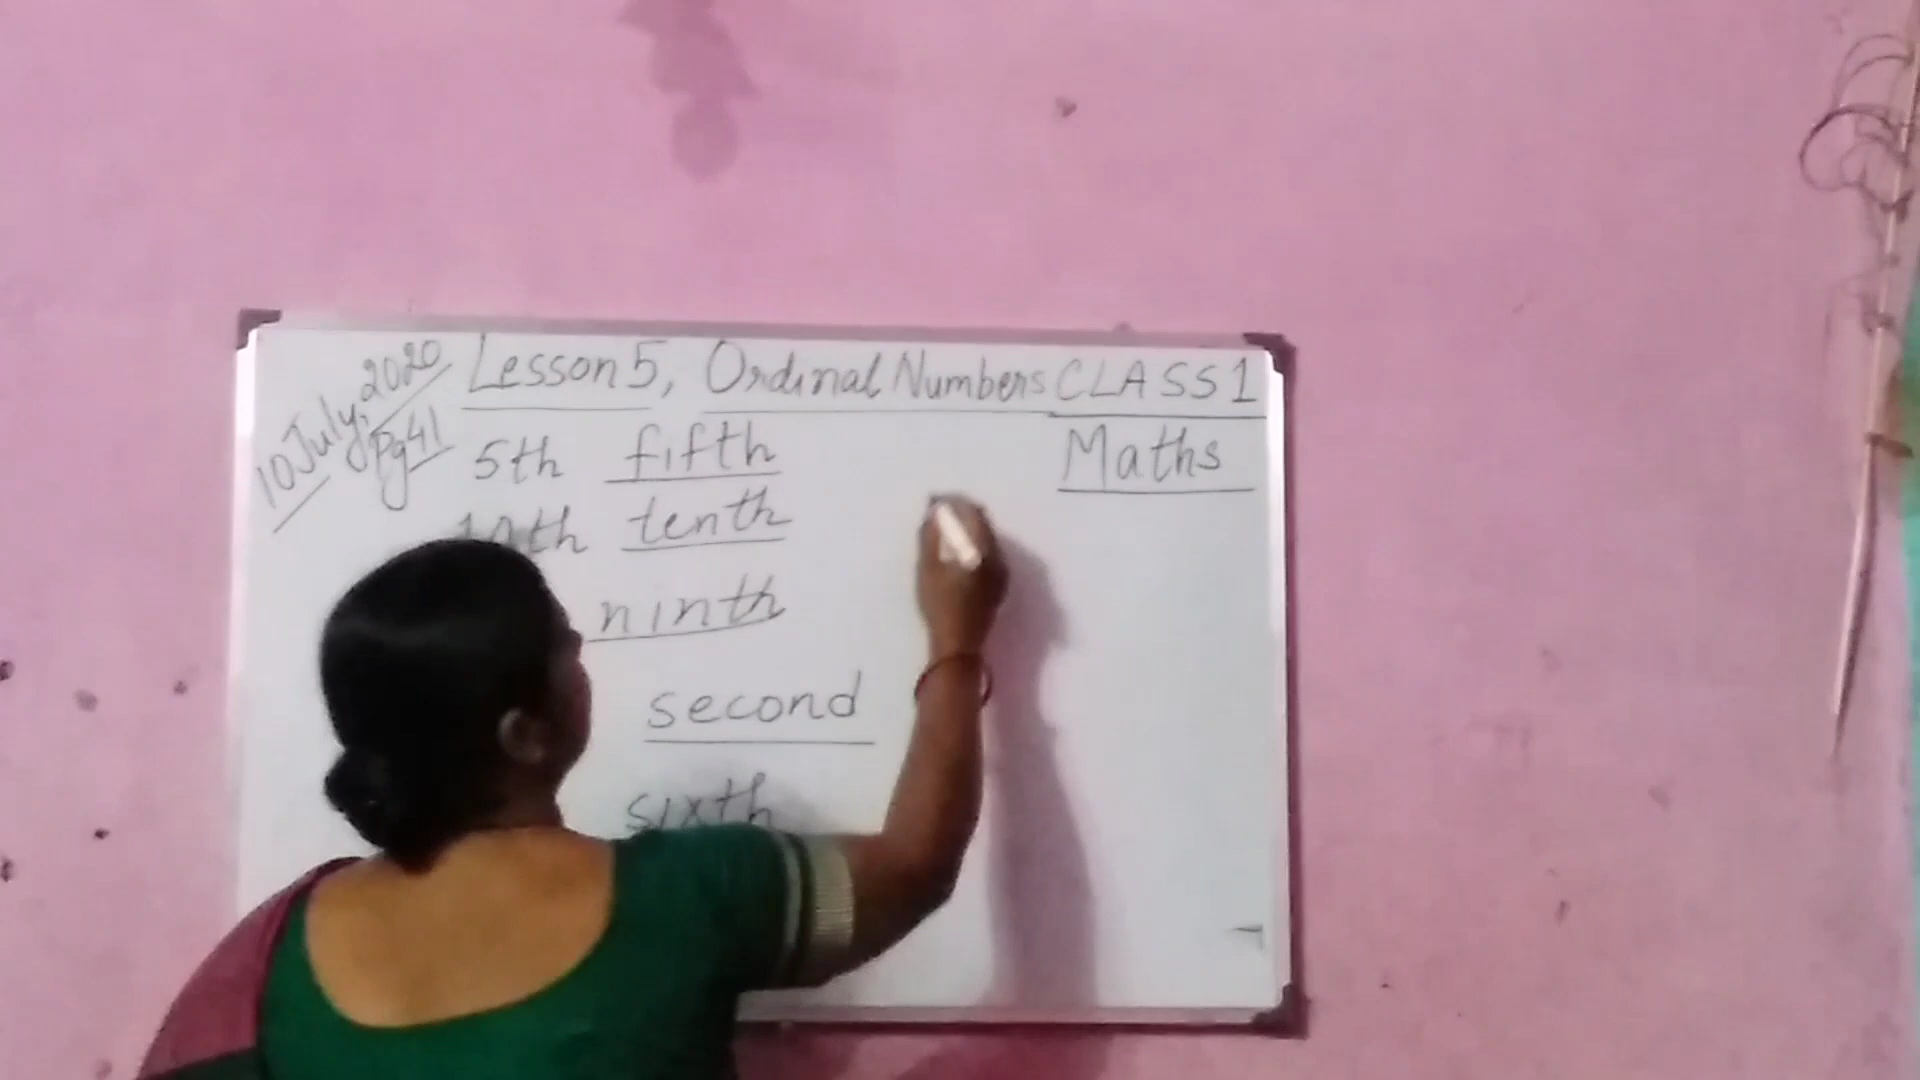 10 July, 2020
Pg 41
Lesson 5, Ordinal Numbers CLASS 1
Maths
5th fifth
10th tenth
ninth
second
sixth